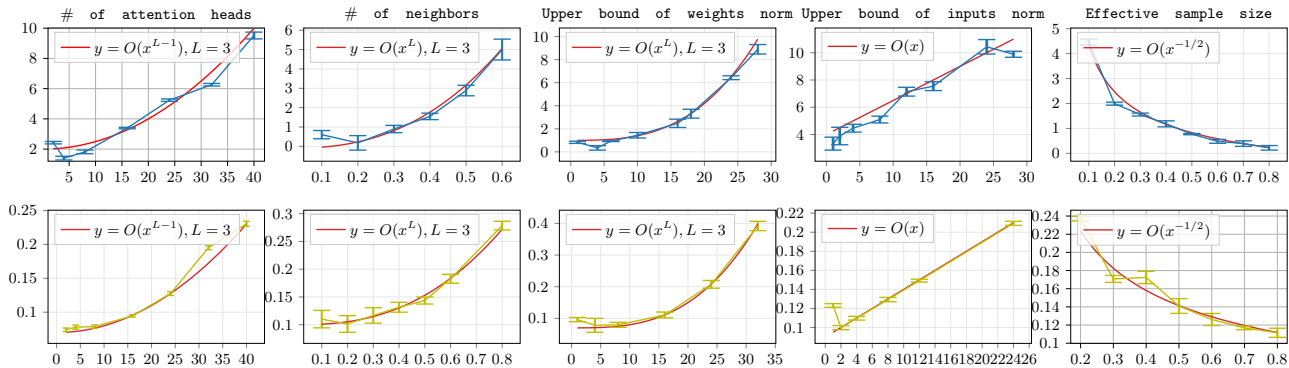 # of attention heads
10
8
6
4
2
5 10 15 20 25 30 35 40
y = O(x^{L−1}), L = 3
# of neighbors
6
5
4
3
2
1
0
0.1 0.2 0.3 0.4 0.5 0.6
y = O(x^L), L = 3
Upper bound of weights norm
10
8
6
4
2
0
0 5 10 15 20 25 30
y = O(x^L), L = 3
Upper bound of inputs norm
10
8
6
4
0 5 10 15 20 25 30
y = O(x)
Effective sample size
5
4
3
2
1
0
0.1 0.2 0.3 0.4 0.5 0.6 0.7 0.8
y = O(x^{−1/2})
0.25
0.2
0.15
0.1
0 5 10 15 20 25 30 35 40
y = O(x^{L−1}), L = 3
0.3
0.25
0.2
0.15
0.1
0.1 0.2 0.3 0.4 0.5 0.6 0.7 0.8
y = O(x^L), L = 3
0.4
0.3
0.2
0.1
0 5 10 15 20 25 30 35
y = O(x^L), L = 3
0.22
0.2
0.18
0.16
0.14
0.12
0.1
0 2 4 6 8 10 12 14 16 18 20 22 24 26
y = O(x)
0.24
0.22
0.2
0.18
0.16
0.14
0.12
0.1
0.2 0.3 0.4 0.5 0.6 0.7 0.8
y = O(x^{−1/2})